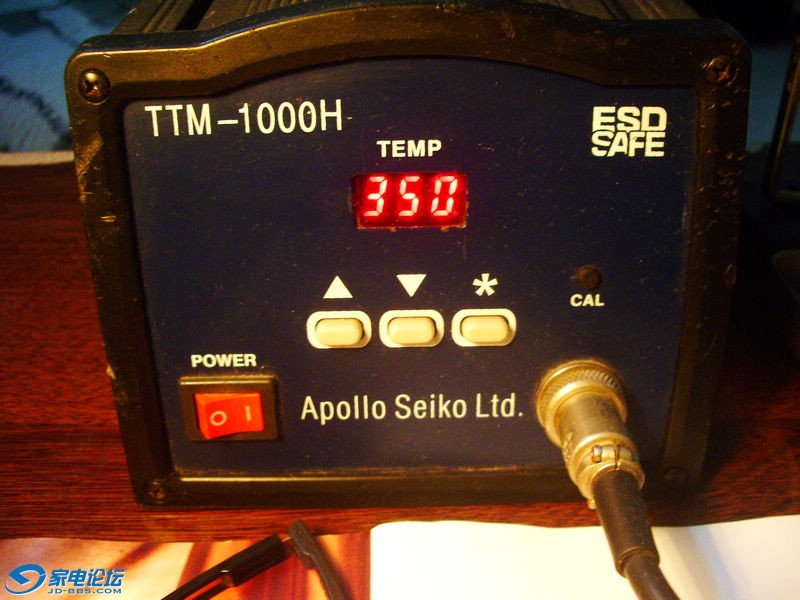 TTM-1000H
ESD
SAFE
TEMP
350
▲ ▼ *
CAL
POWER
O I
Apollo Seiko Ltd.
家电论坛
JD-BBS.COM